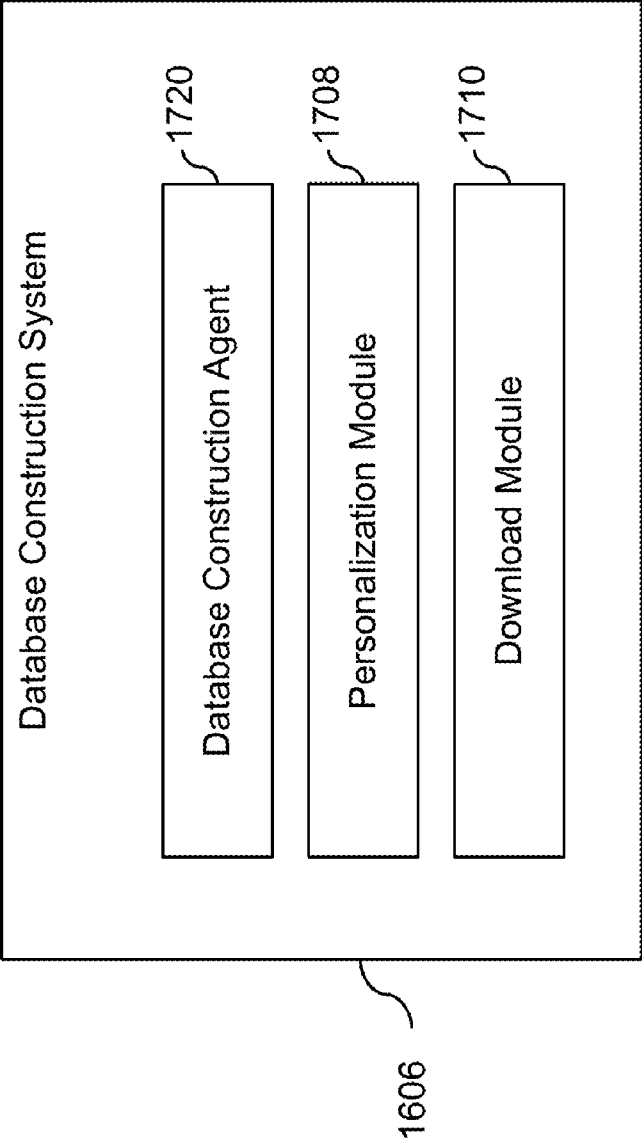 Database Construction System
Database Construction Agent
1720
Personalization Module
1708
Download Module
1710
1606